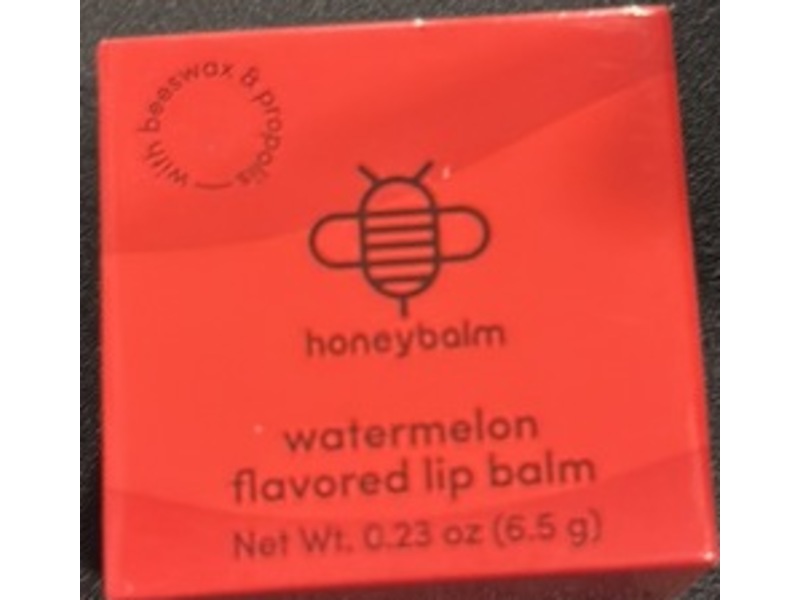 with beeswax & propolis
honeybalm
watermelon
flavored lip balm
Net Wt. 0.23 oz (6.5 g)